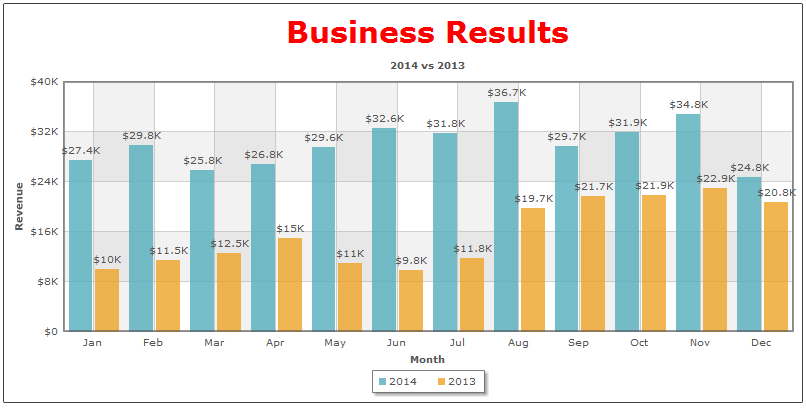 Business Results
2014 vs 2013
$40K
$36.7K
$34.8K
$32K
$32.6K
$31.8K
$31.9K
$29.8K
$29.6K
$29.7K
$27.4K
$25.8K
$26.8K
$24.8K
$24K
$22.9K
$21.7K
$21.9K
$20.8K
$19.7K
Revenue
$16K
$15K
$12.5K
$11.5K
$11.8K
$11K
$10K
$9.8K
$8K
$0
Jan Feb Mar Apr May Jun Jul Aug Sep Oct Nov Dec
Month
2014 2013